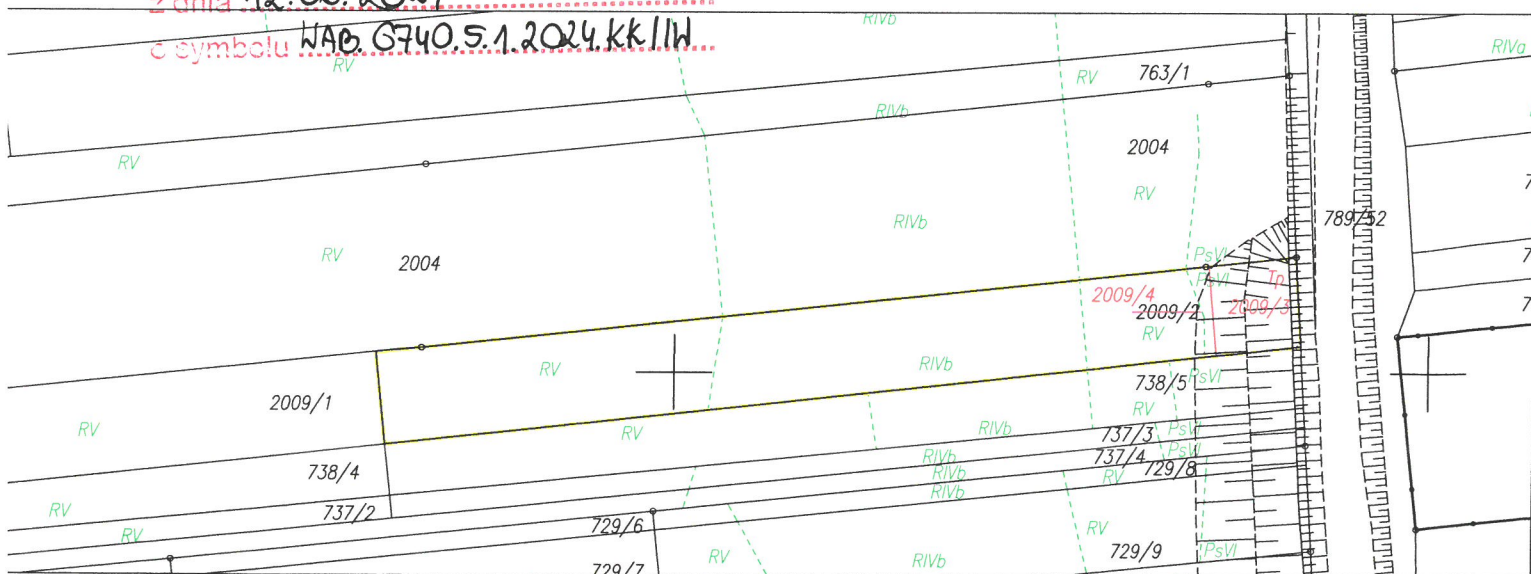 z dnia
o symbolu WAB.6740.5.1.2024.KK/IW
RIVb
RIVa
RV
RV
763/1
RIVb
RV
2004
RV
RIVb
789/52
RV
2004
PsVI
PsVI
Tp
2009/4
2009/2
2009/3
RV
RV
RIVb
738/5
PsVI
2009/1
RV
RV
RV
RIVb
737/3
PsVI
RIVb
737/4
PsVI
738/4
RIVb
RV
729/8
RIVb
RV
737/2
RV
729/6
RV
RV
RIVb
729/9
PsVI
729/7